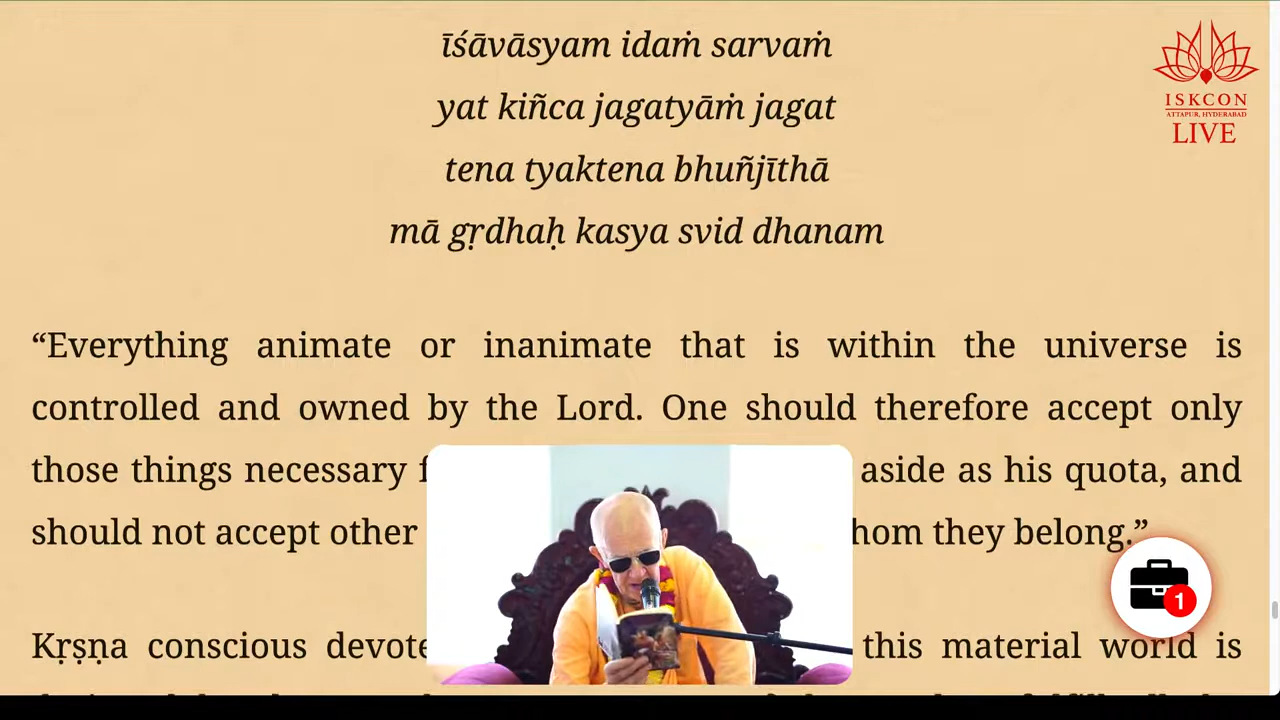 īśāvāsyam idaṁ sarvaṁ
yat kiñca jagatyāṁ jagat
tena tyaktena bhuñjīthā
mā gṛdhaḥ kasya svid dhanam
ISKCON
ATTAPUR, HYDERABAD
LIVE
“Everything animate or inanimate that is within the universe is
controlled and owned by the Lord. One should therefore accept only
those things necessary aside as his quota, and
should not accept other they belong.”
1
Kṛṣṇa conscious this material world is